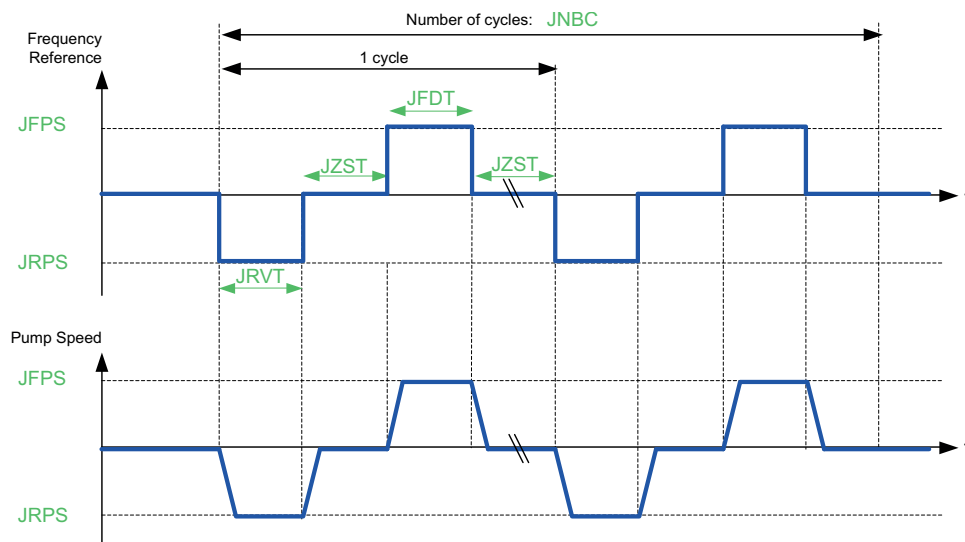 Number of cycles: JNBC
Frequency
Reference
1 cycle
JFDT
JFPS
JZST
JZST
JRPS
JRVT
Pump Speed
JFPS
JRPS